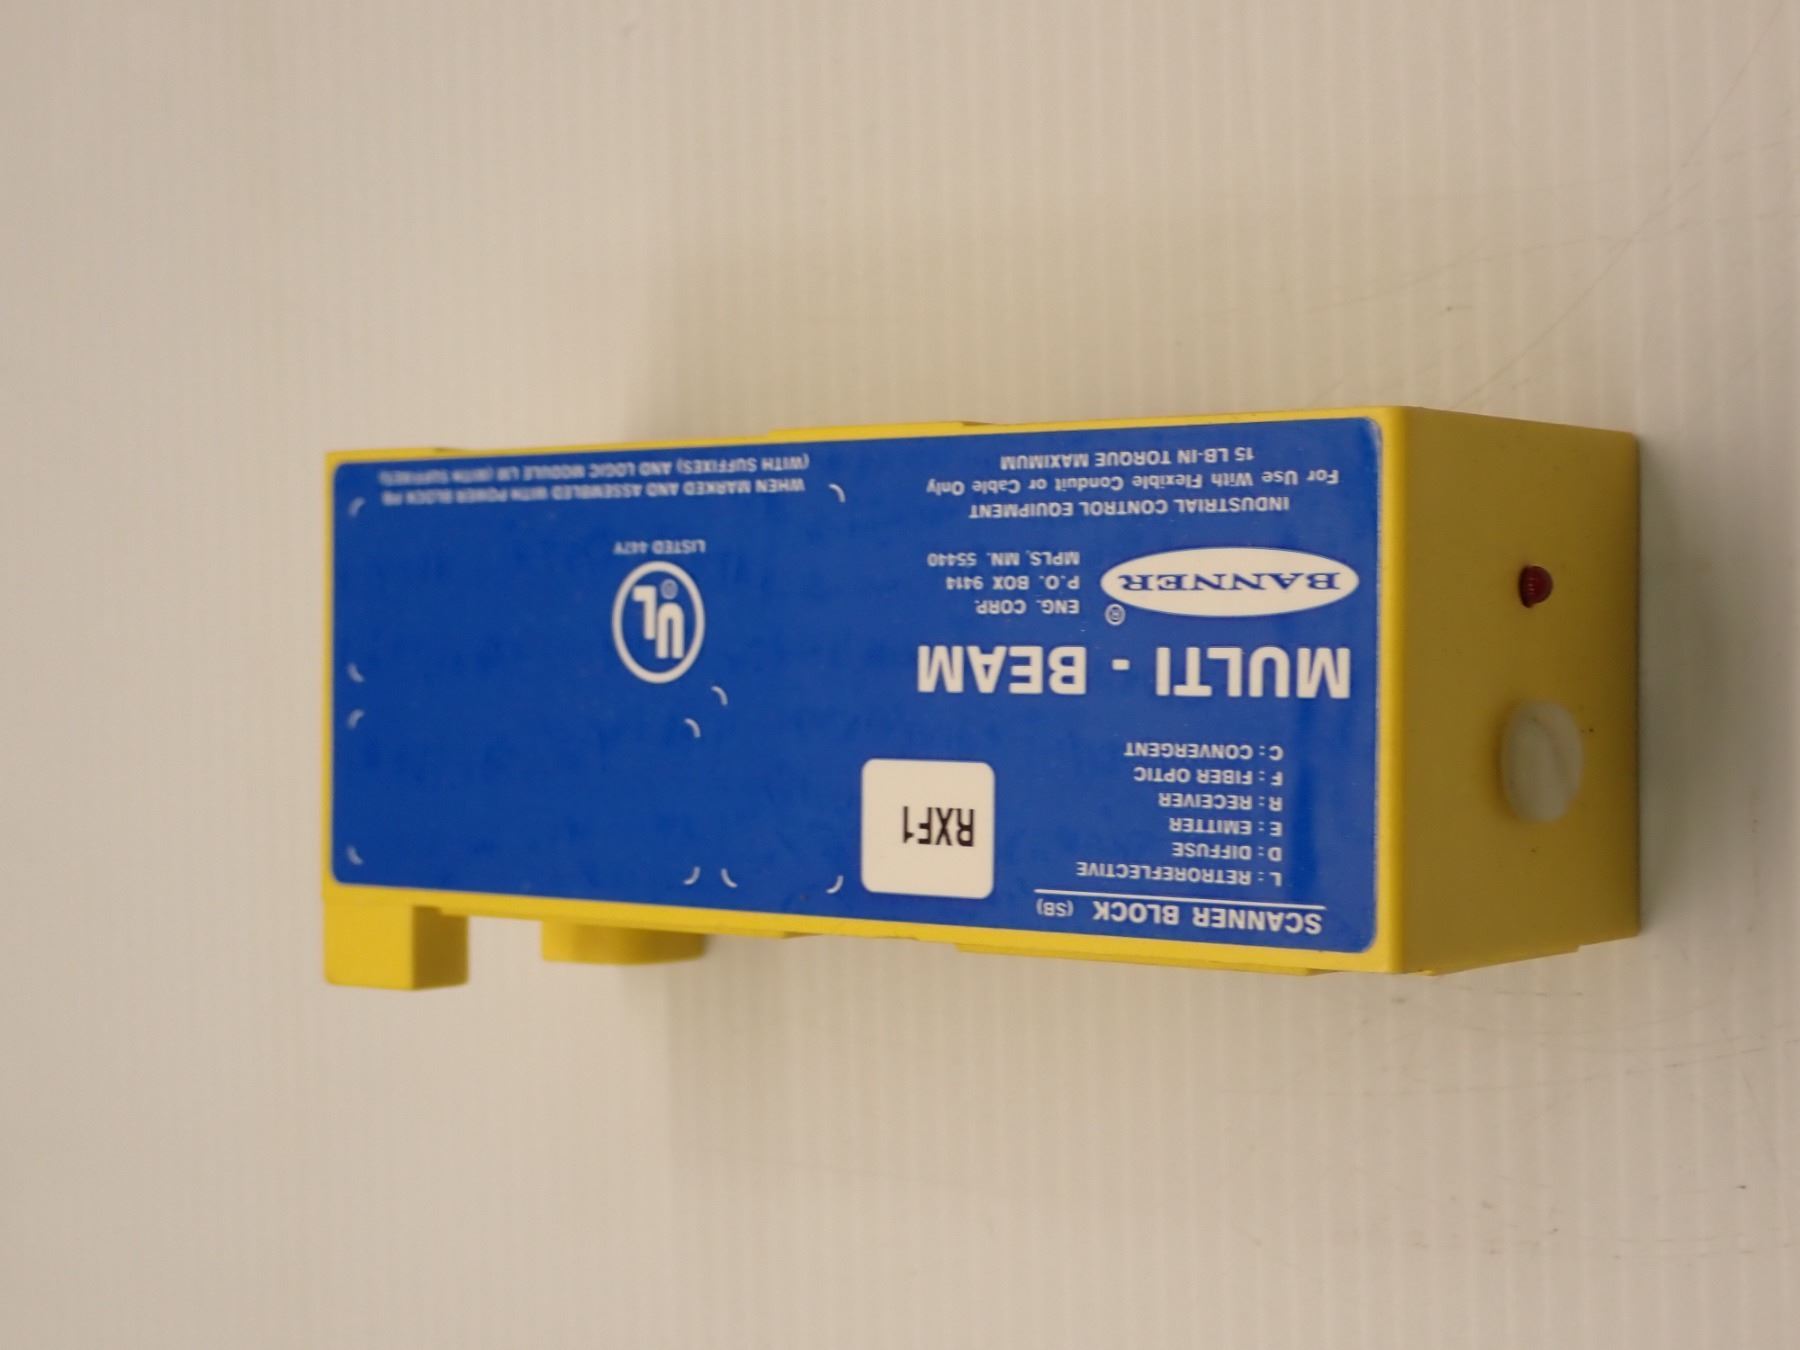 SCANNER BLOCK (SB)
L : RETROREFLECTIVE
D : DIFFUSE
E : EMITTER
R : RECEIVER
F : FIBER OPTIC
C : CONVERGENT
RXF1
MULTI - BEAM
BANNER ®
ENG. CORP.
P.O. BOX 9414
MPLS, MN. 55440
INDUSTRIAL CONTROL EQUIPMENT
For Use With Flexible Conduit or Cable Only
15 LB-IN TORQUE MAXIMUM
UL ®
LISTED 447V
WHEN MARKED AND ASSEMBLED WITH POWER BLOCK PB
(WITH SUFFIXES) AND LOGIC MODULE LM (WITH SUFFIXES)